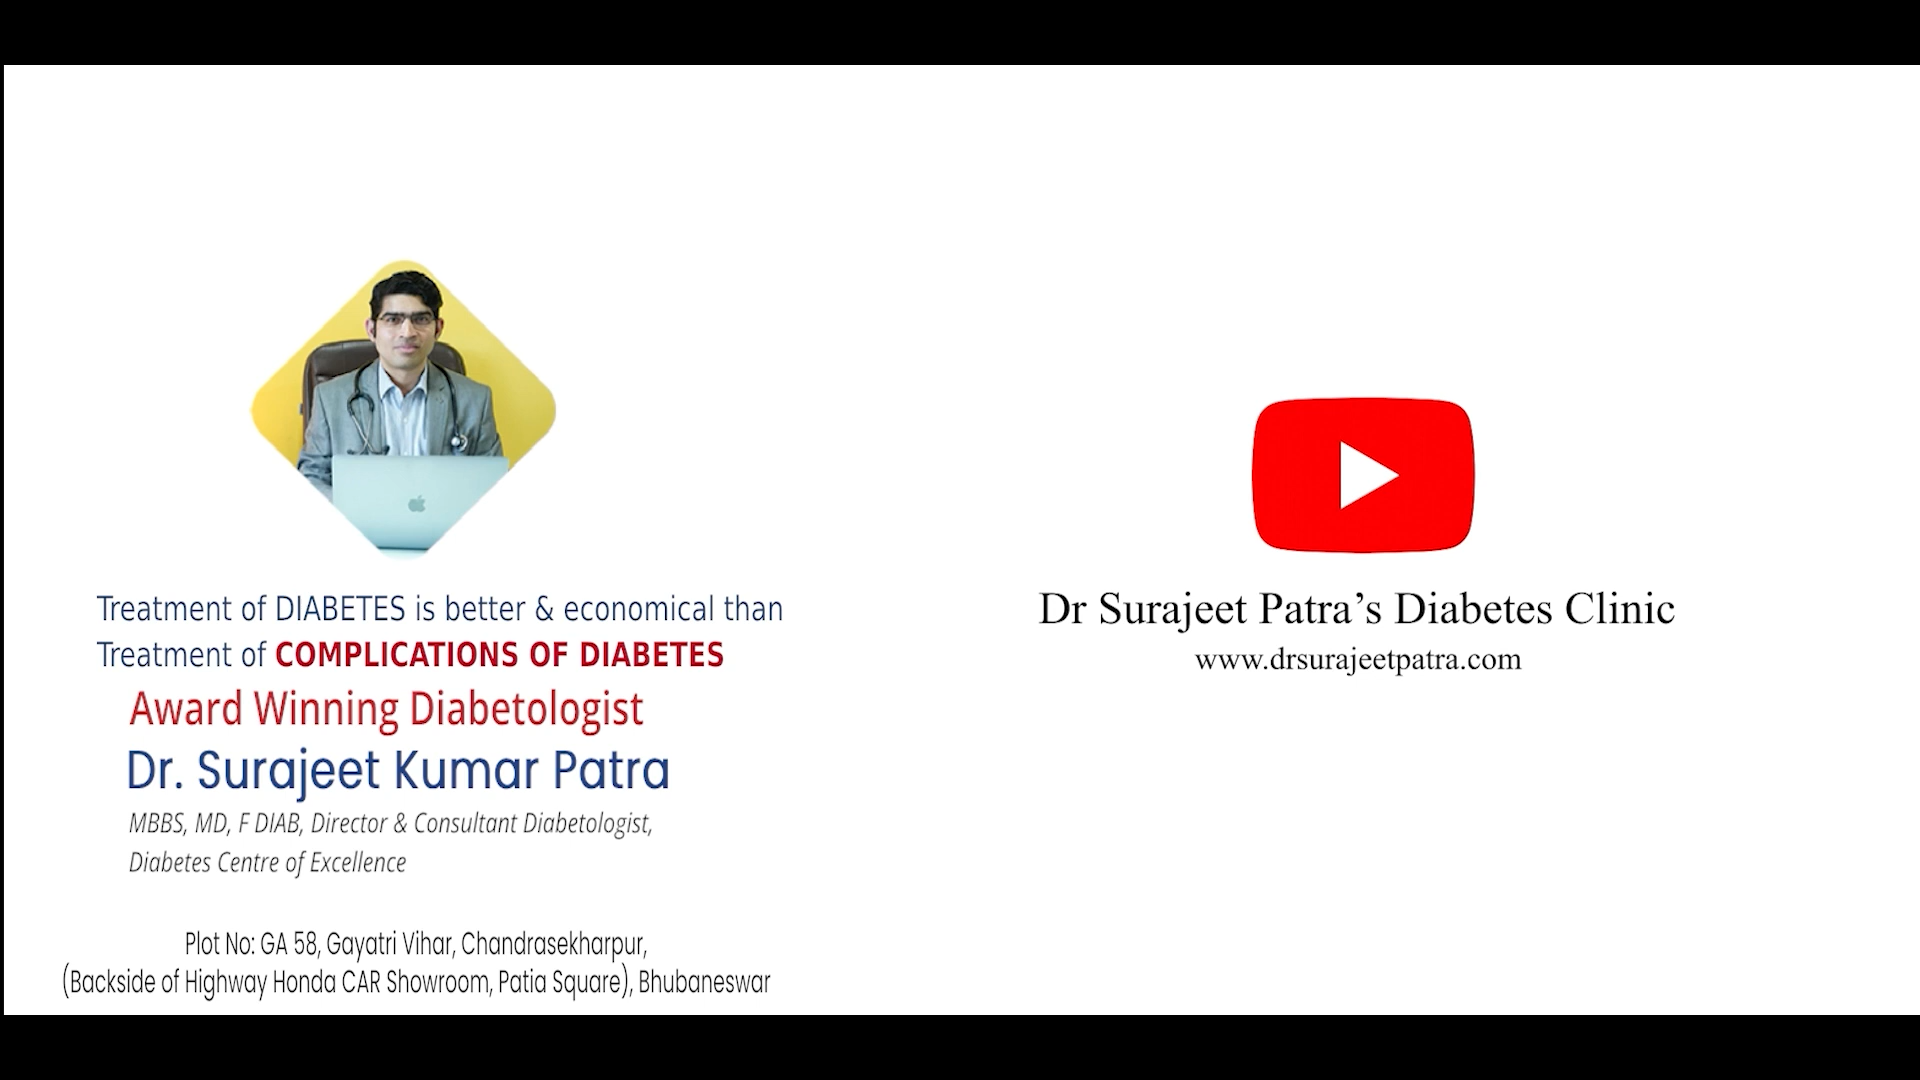 Treatment of DIABETES is better & economical than
Treatment of COMPLICATIONS OF DIABETES
Award Winning Diabetologist
Dr. Surajeet Kumar Patra
MBBS, MD, F DIAB, Director & Consultant Diabetologist,
Diabetes Centre of Excellence
Plot No: GA 58, Gayatri Vihar, Chandrasekharpur,
(Backside of Highway Honda CAR Showroom, Patia Square), Bhubaneswar
Dr Surajeet Patra’s Diabetes Clinic
www.drsurajeetpatra.com